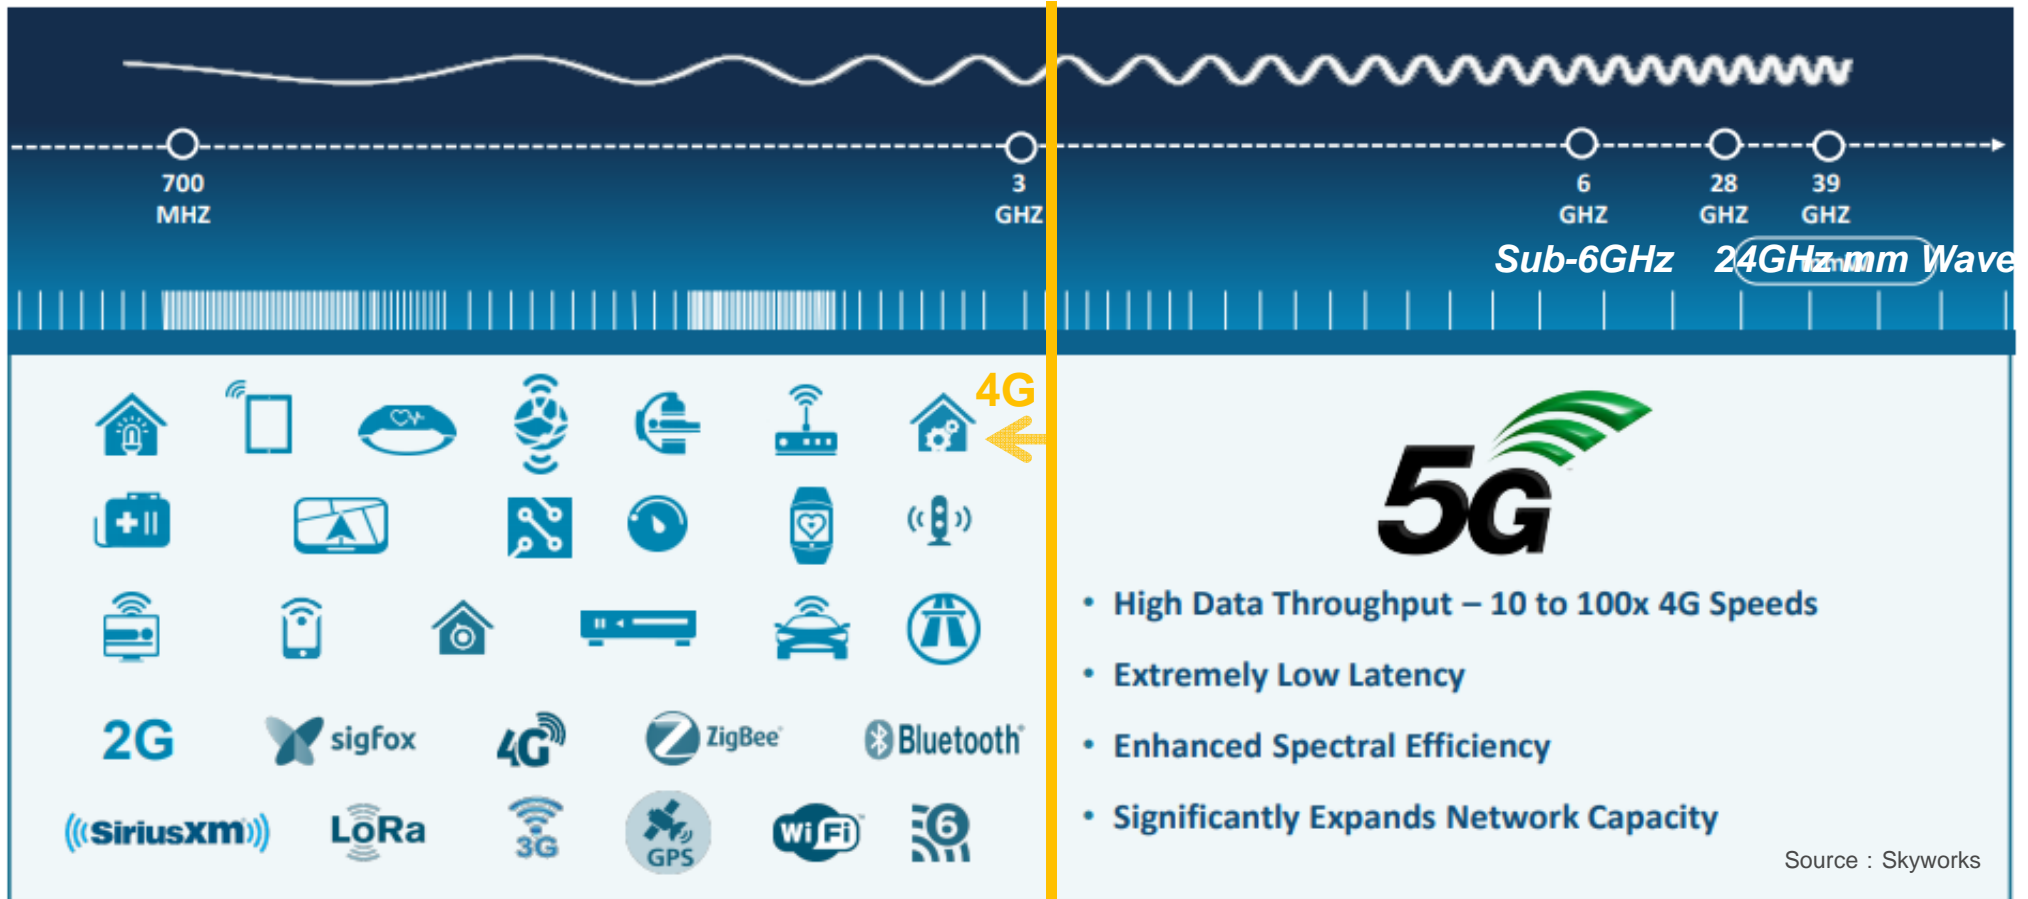 700
MHZ
3
GHZ
6
GHZ
28
GHZ
39
GHZ
Sub-6GHz 24GHz mm Wave
4G
5G
• High Data Throughput – 10 to 100x 4G Speeds
• Extremely Low Latency
• Enhanced Spectral Efficiency
• Significantly Expands Network Capacity
2G sigfox 4G ZigBee Bluetooth
SiriusXM LoRa 3G GPS WiFi 6
Source : Skyworks